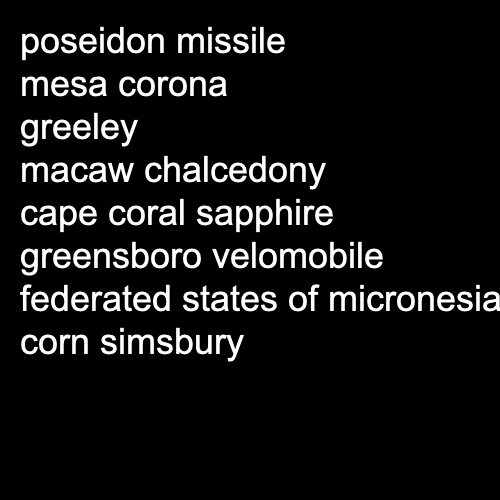 poseidon missile
mesa corona
greeley
macaw chalcedony
cape coral sapphire
greensboro velomobile
federated states of micronesia
corn simsbury